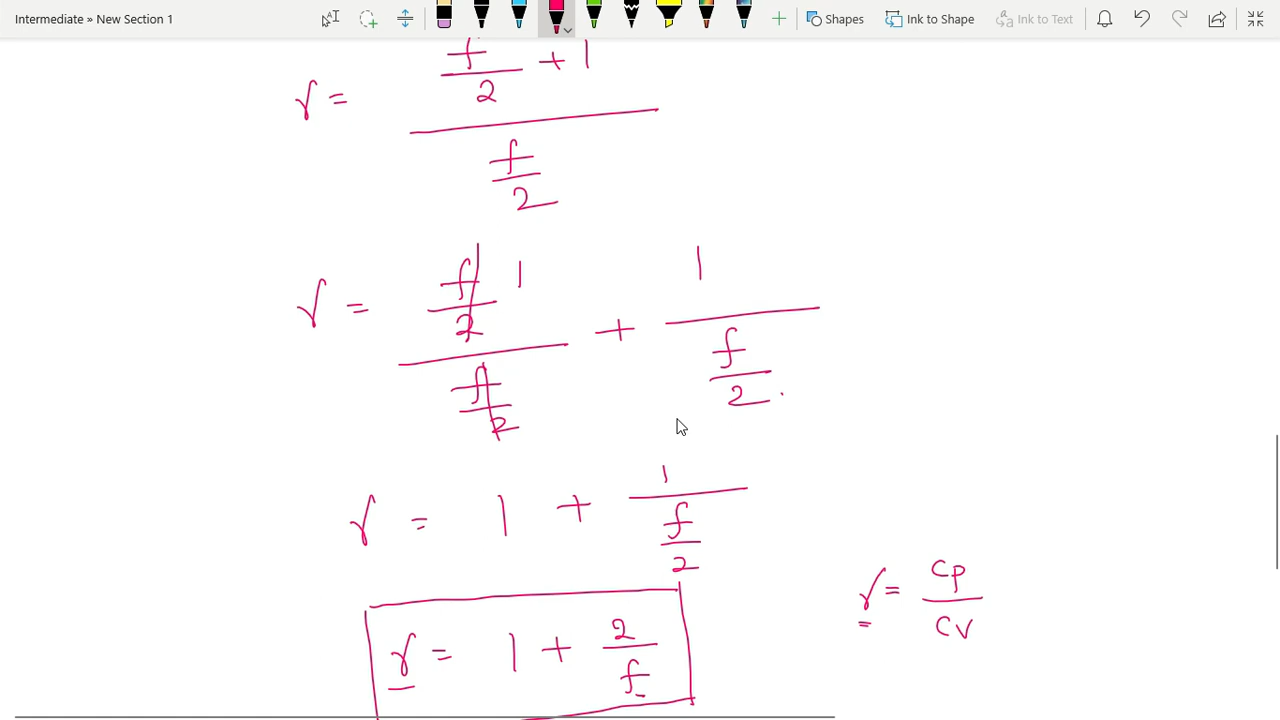 Intermediate » New Section 1
Shapes
Ink to Shape
Ink to Text
γ = (f/2 + 1) / (f/2)
γ = (f/2) / (f/2) 1 + 1 / (f/2) .
γ = 1 + 1 / (f/2)
γ = 1 + 2/f
γ = Cp / Cv